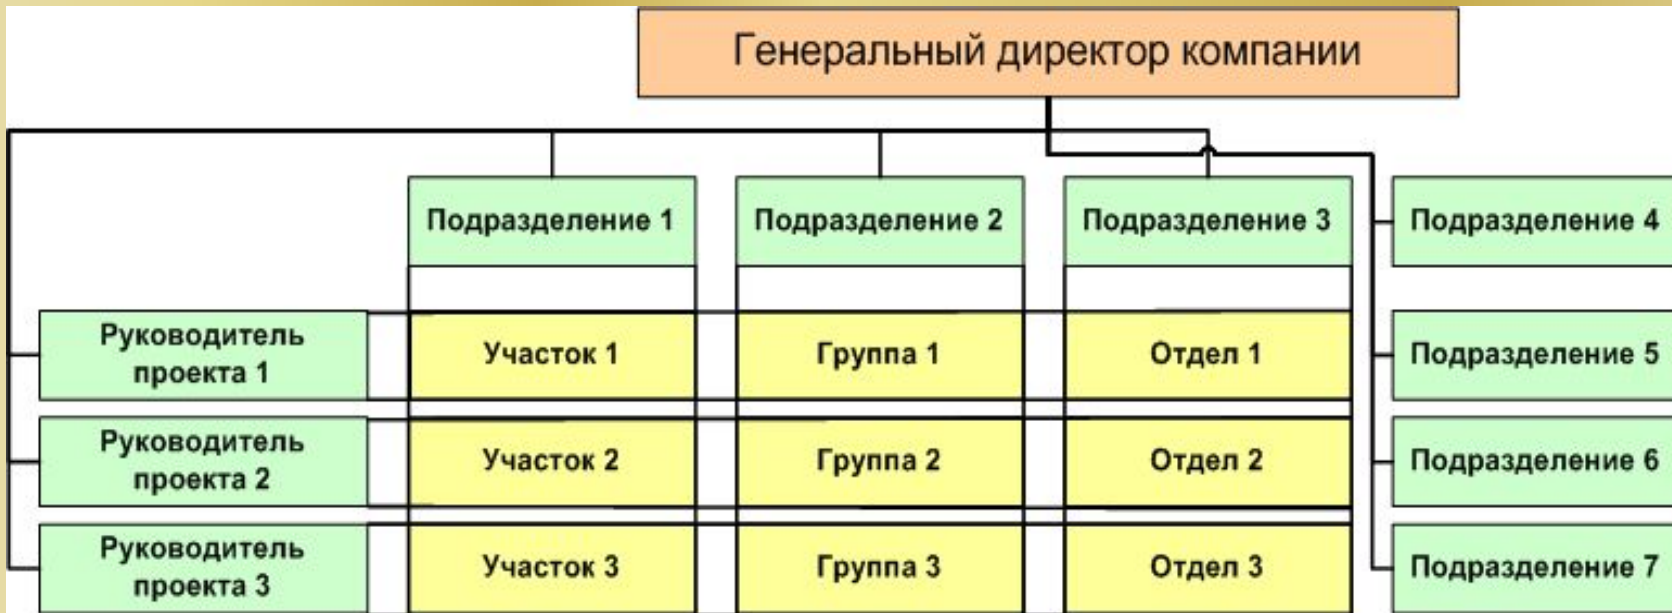 Генеральный директор компании
Подразделение 1
Подразделение 2
Подразделение 3
Подразделение 4
Руководитель
проекта 1
Участок 1
Группа 1
Отдел 1
Подразделение 5
Руководитель
проекта 2
Участок 2
Группа 2
Отдел 2
Подразделение 6
Руководитель
проекта 3
Участок 3
Группа 3
Отдел 3
Подразделение 7